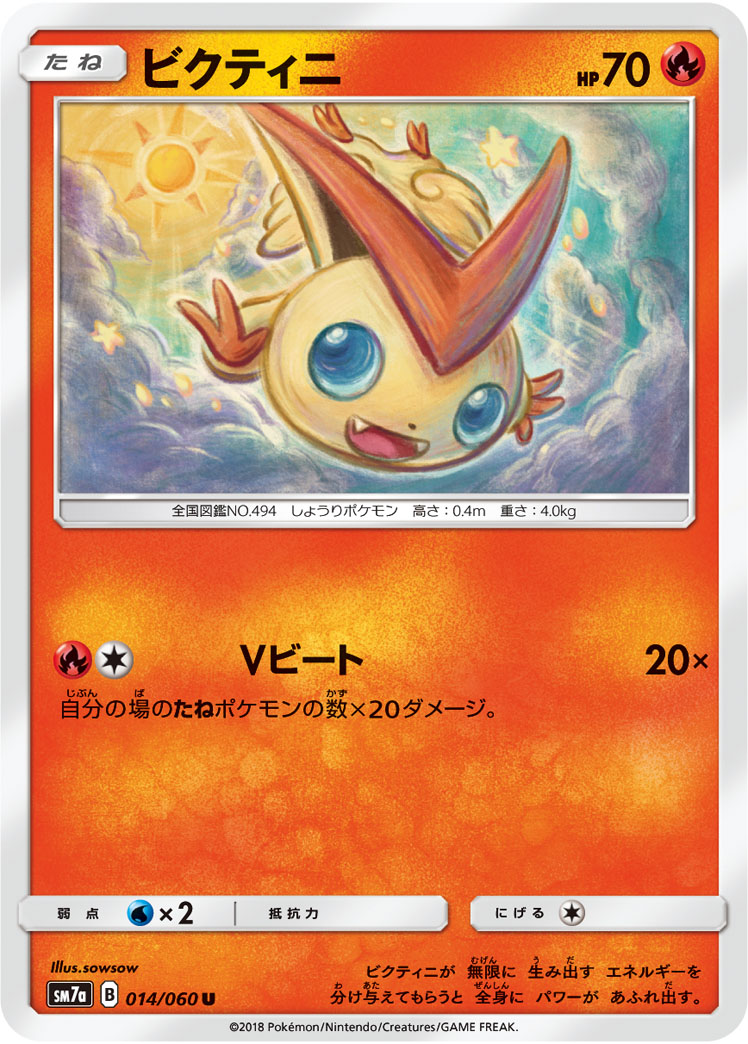 たね ビクティニ HP70
全国図鑑NO.494 しょうりポケモン 高さ:0.4m 重さ:4.0kg
Vビート 20×
自分の場のたねポケモンの数×20ダメージ。
弱点 ×2 抵抗力 にげる
Illus.sowsow
ビクティニが 無限に 生み出す エネルギーを
分け与えてもらうと 全身に パワーが あふれ出す。
SM7a B 014/060 U
©2018 Pokémon/Nintendo/Creatures/GAME FREAK.